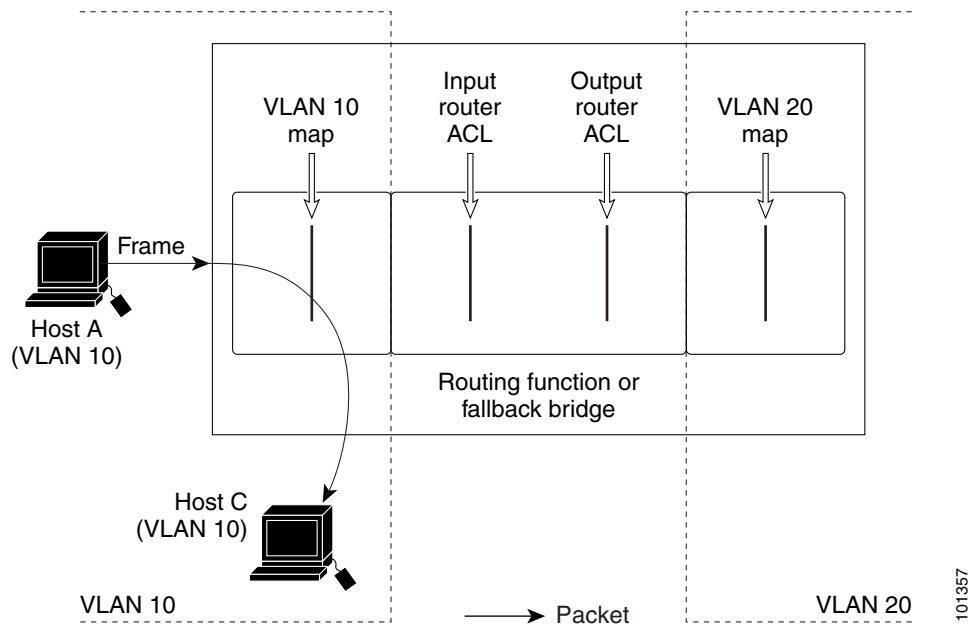 VLAN 10
map
Input
router
ACL
Output
router
ACL
VLAN 20
map
Frame
Host A
(VLAN 10)
Routing function or
fallback bridge
Host C
(VLAN 10)
VLAN 10
Packet
VLAN 20
101357